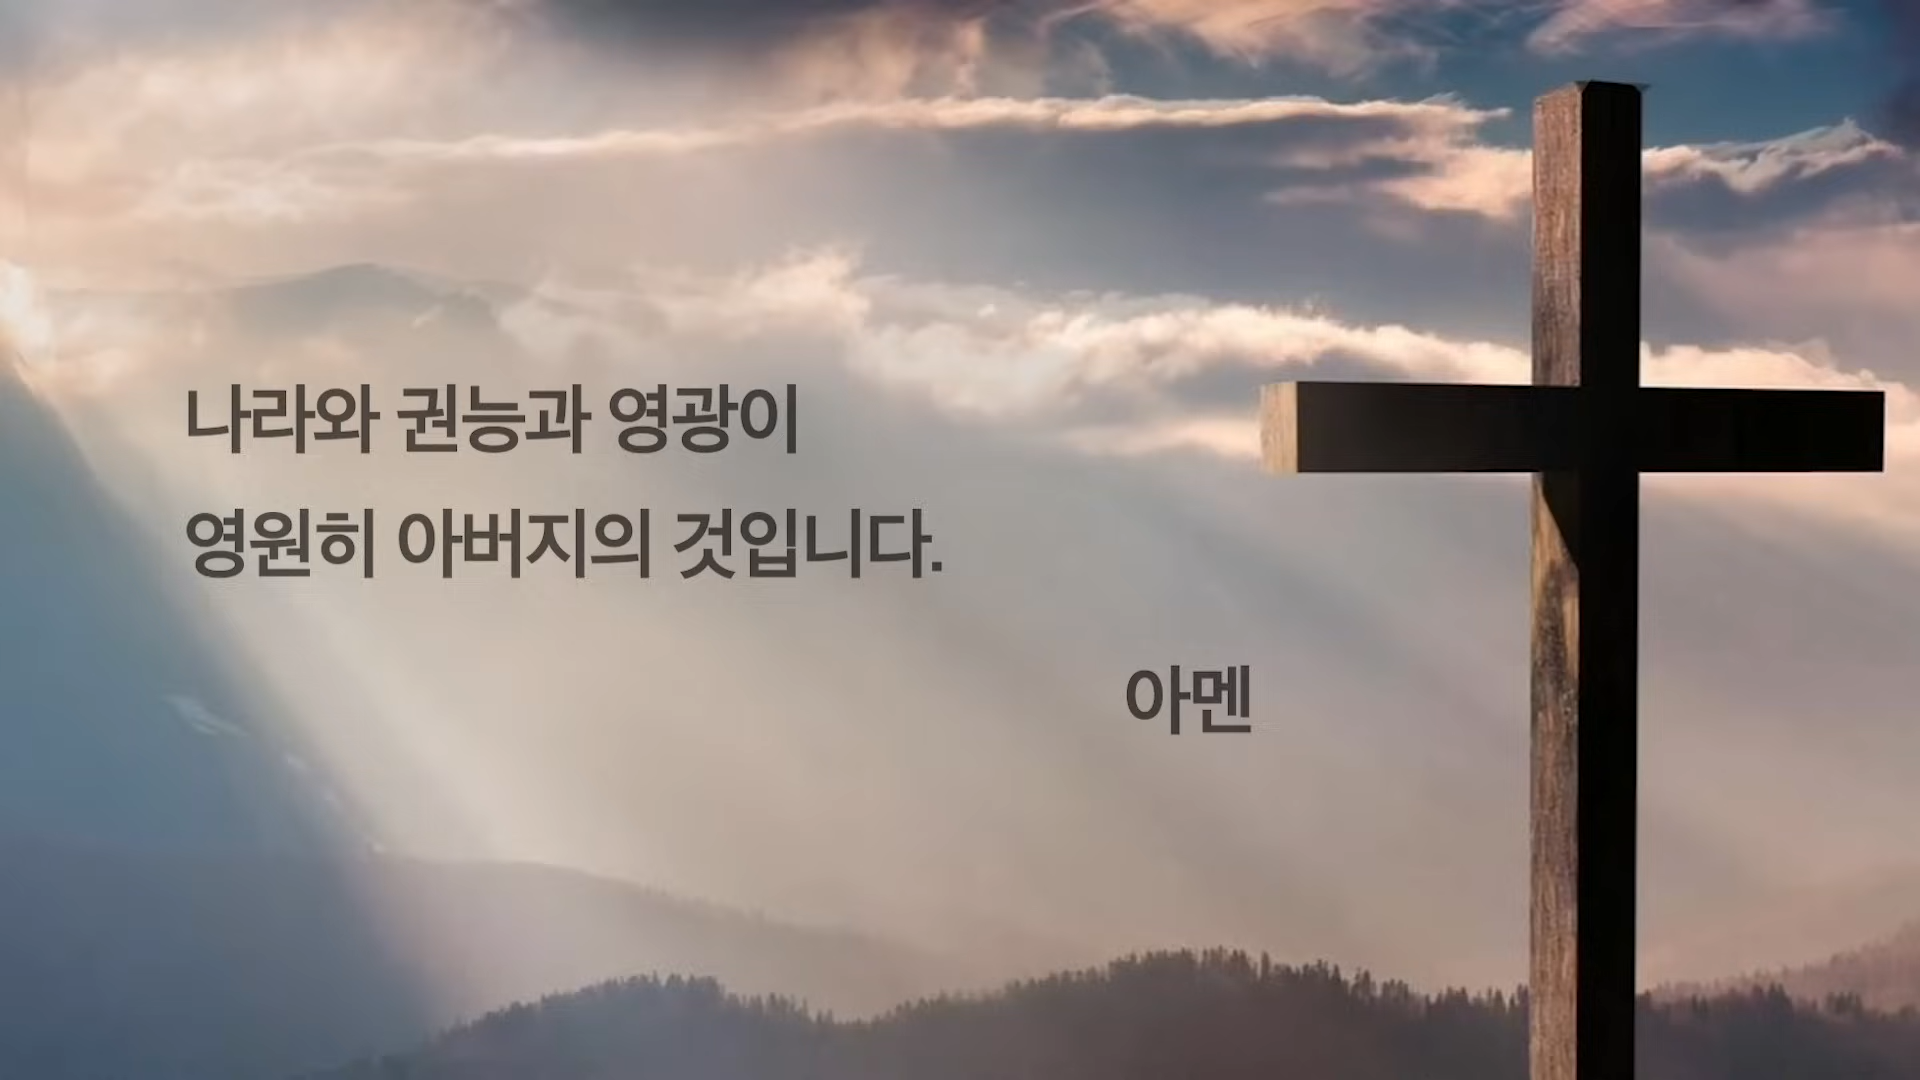 나라와 권능과 영광이
영원히 아버지의 것입니다.
아멘